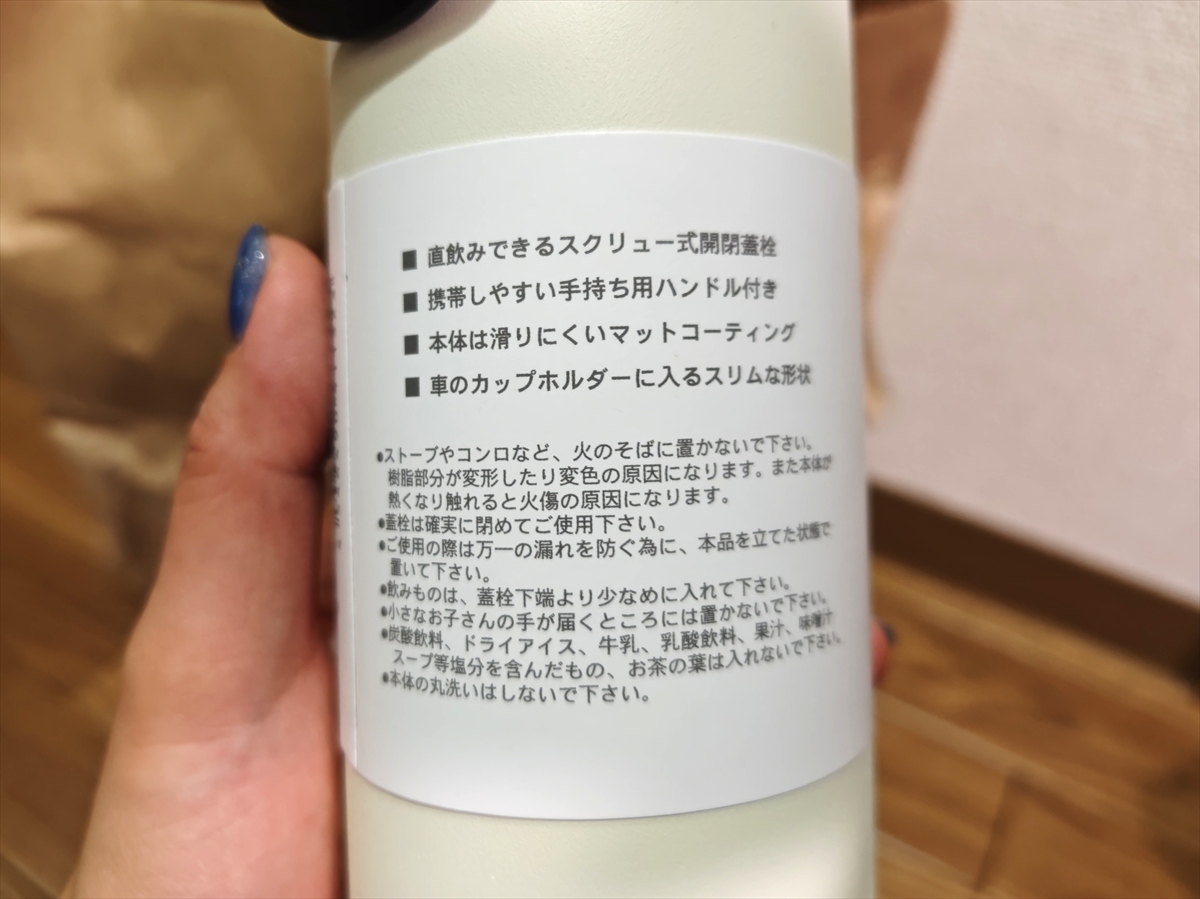 ■ 直飲みできるスクリュー式開閉蓋栓
■ 携帯しやすい手持ち用ハンドル付き
■ 本体は滑りにくいマットコーティング
■ 車のカップホルダーに入るスリムな形状
●ストーブやコンロなど、火のそばに置かないで下さい。
樹脂部分が変形したり変色の原因になります。また本体が
熱くなり触れると火傷の原因になります。
●蓋栓は確実に閉めてご使用下さい。
●ご使用の際は万一の漏れを防ぐ為に、本品を立てた状態で
置いて下さい。
●飲みものは、蓋栓下端より少なめに入れて下さい。
●小さなお子さんの手が届くところには置かないで下さい。
●炭酸飲料、ドライアイス、牛乳、乳酸飲料、果汁、味噌汁
スープ等塩分を含んだもの、お茶の葉は入れないで下さい。
●本体の丸洗いはしないで下さい。